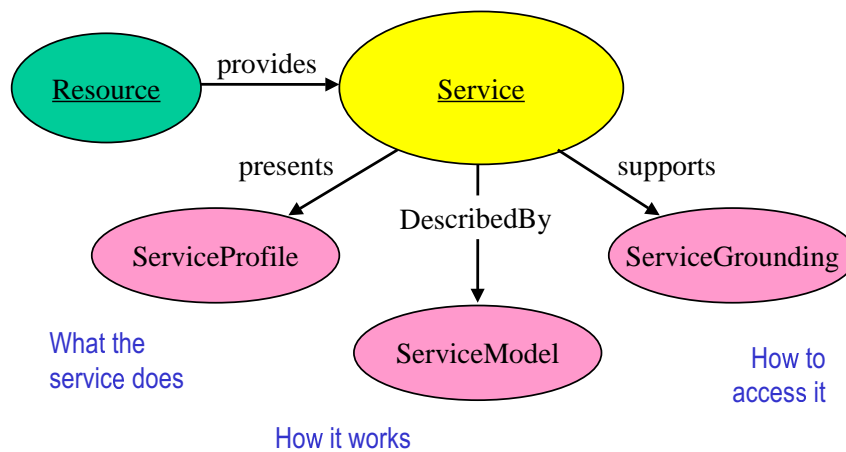 provides
Resource
Service
presents
supports
DescribedBy
ServiceProfile
ServiceGrounding
What the
service does
ServiceModel
How to
access it
How it works